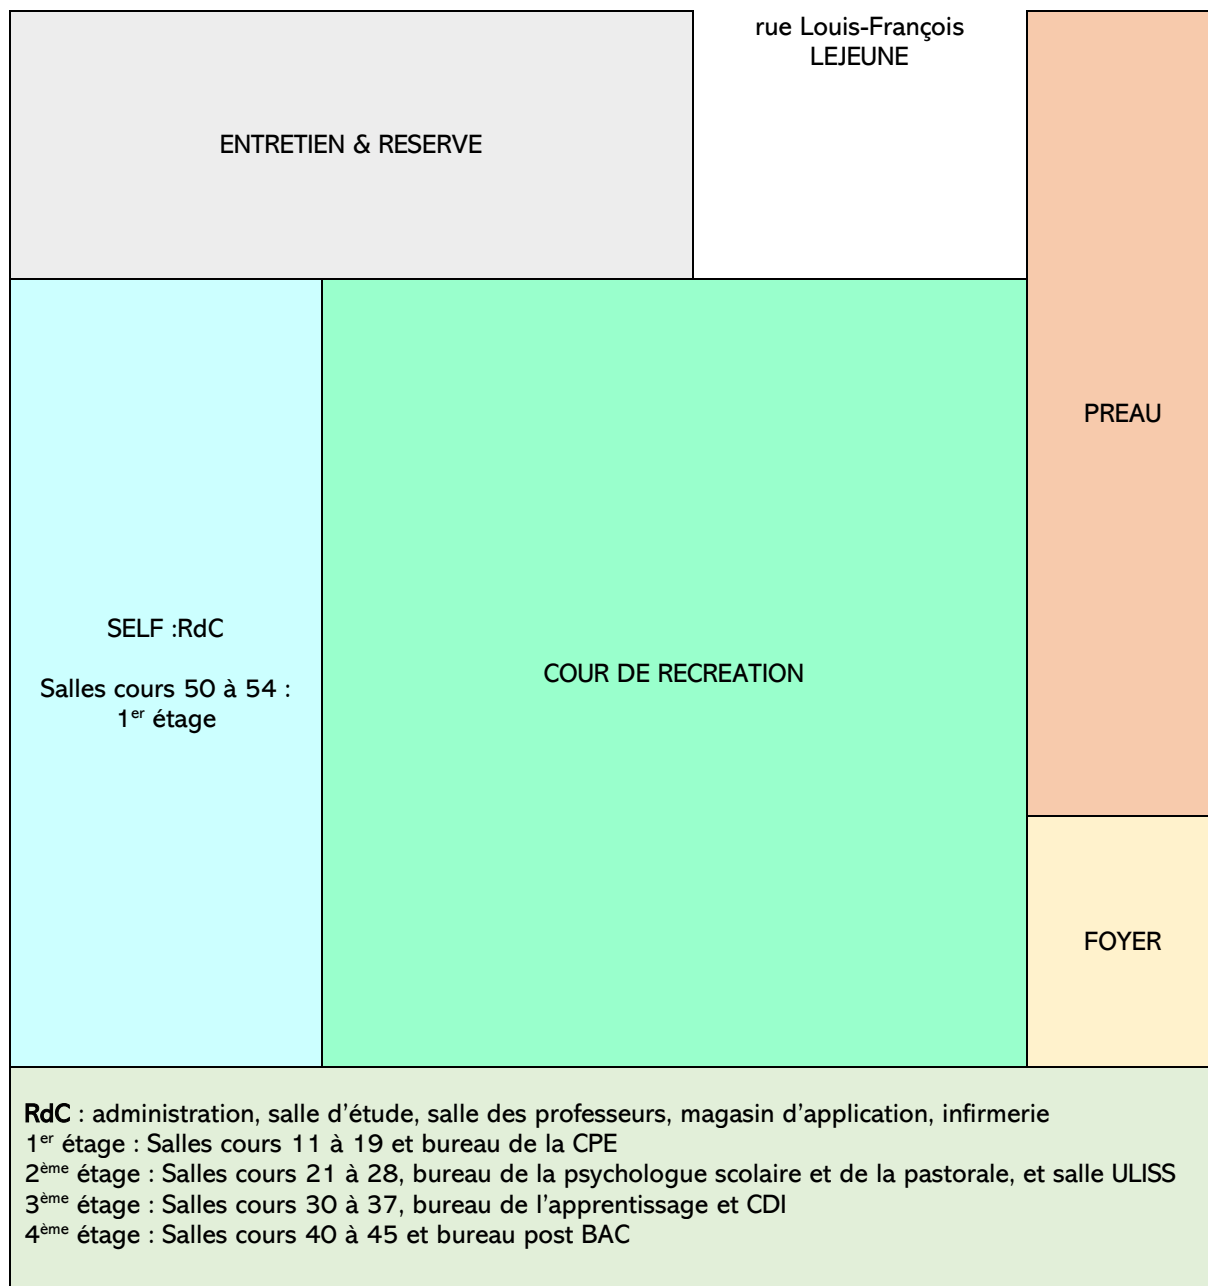 rue Louis-François
LEJEUNE
ENTRETIEN & RESERVE
PREAU
SELF :RdC
Salles cours 50 à 54 :
1er étage
COUR DE RECREATION
FOYER
RdC : administration, salle d'étude, salle des professeurs, magasin d'application, infirmerie
1er étage : Salles cours 11 à 19 et bureau de la CPE
2ème étage : Salles cours 21 à 28, bureau de la psychologue scolaire et de la pastorale, et salle ULISS
3ème étage : Salles cours 30 à 37, bureau de l'apprentissage et CDI
4ème étage : Salles cours 40 à 45 et bureau post BAC